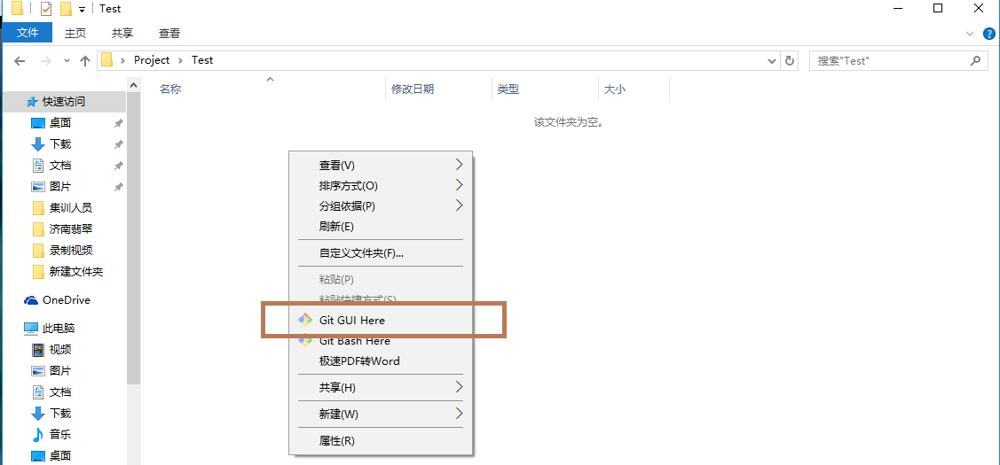 Test
文件 主页 共享 查看
Project Test 搜索"Test"
名称 修改日期 类型 大小
该文件夹为空。
快速访问
桌面
下载
文档
图片
集训人员
济南翡翠
录制视频
新建文件夹
OneDrive
此电脑
视频
图片
文档
下载
音乐
桌面
查看(V)
排序方式(O)
分组依据(P)
刷新(E)
自定义文件夹(F)...
粘贴(P)
粘贴快捷方式(S)
Git GUI Here
Git Bash Here
极速PDF转Word
共享(H)
新建(W)
属性(R)